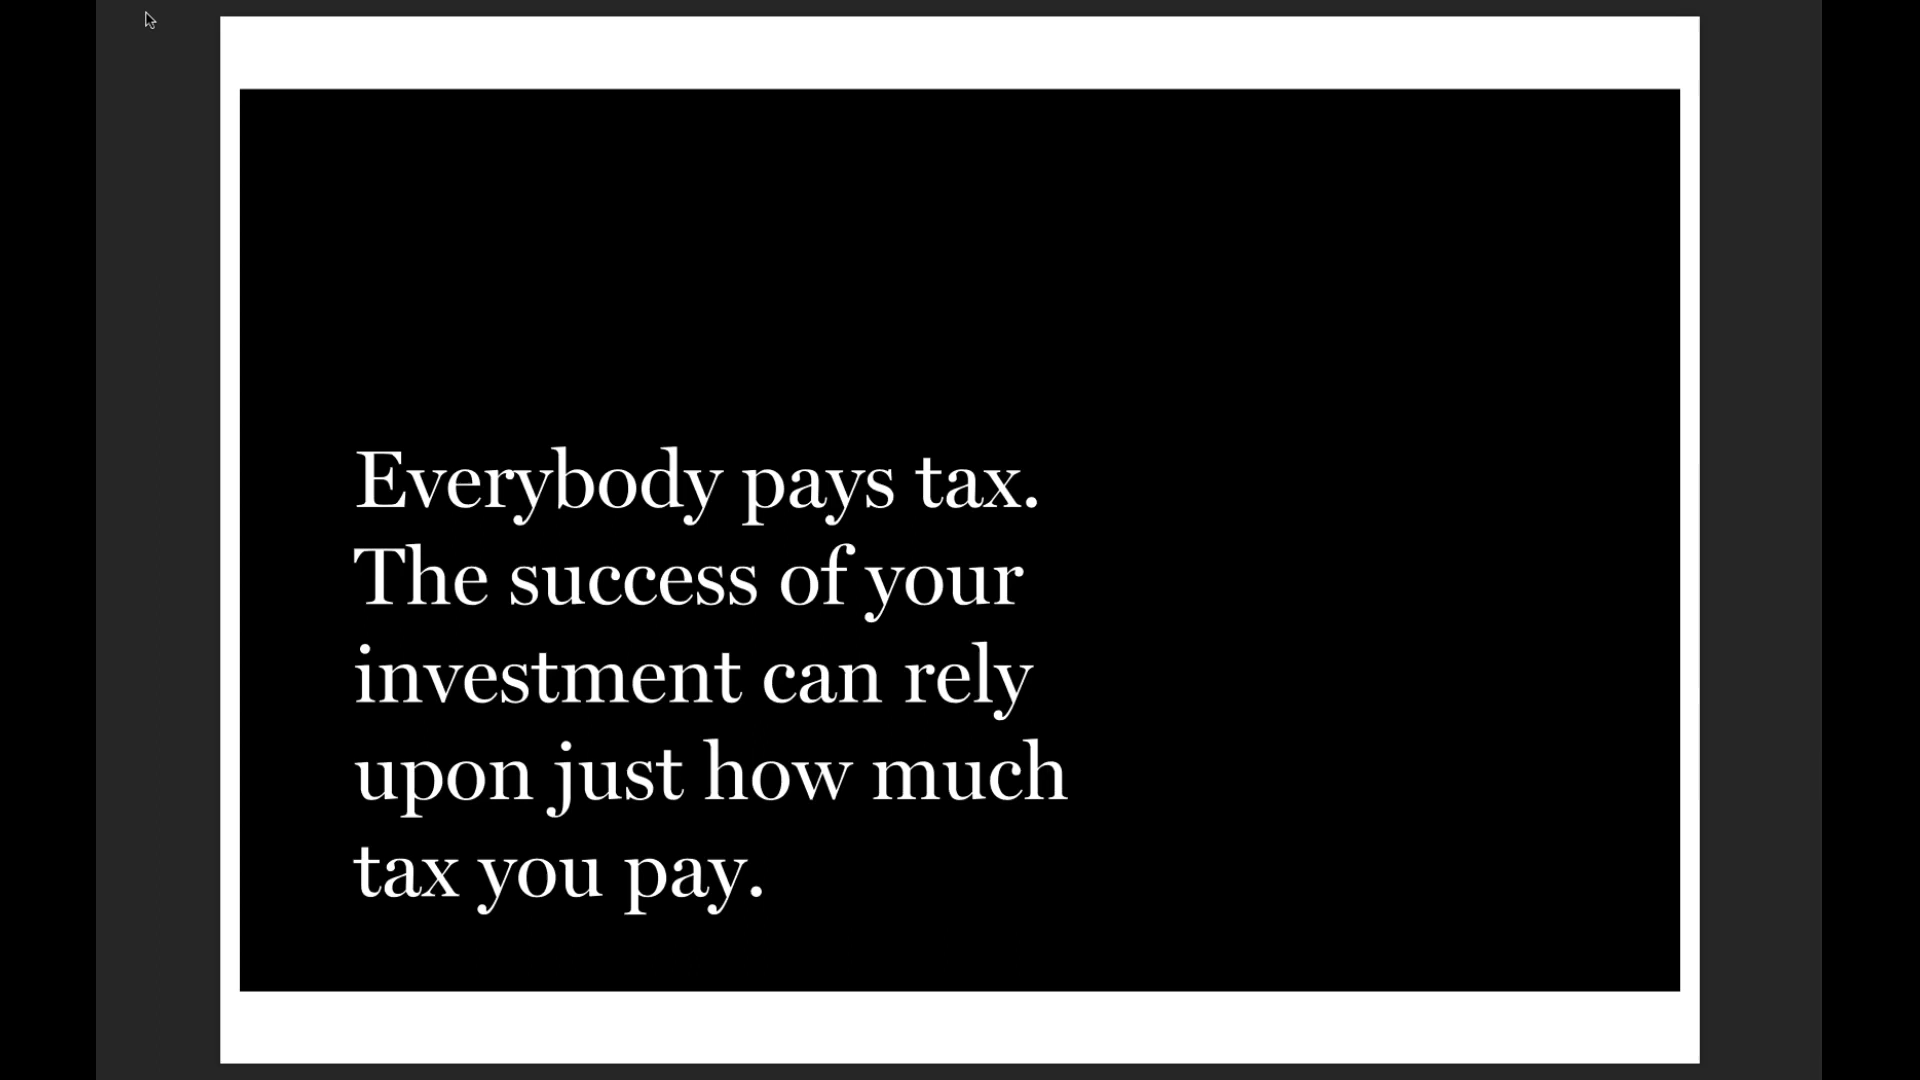 Everybody pays tax.
The success of your
investment can rely
upon just how much
tax you pay.